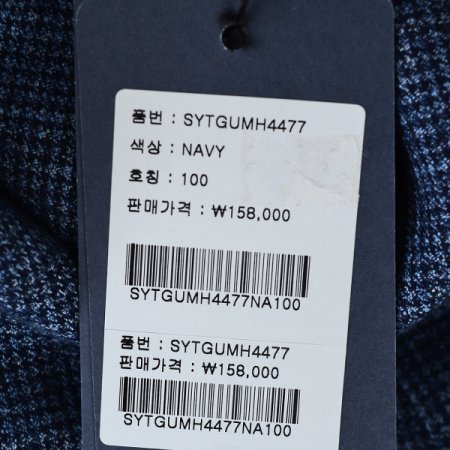 품번 : SYTGUMH4477
색상 : NAVY
호칭 : 100
판매가격 : ₩158,000
SYTGUMH4477NA100
품번 : SYTGUMH4477
판매가격 : ₩158,000
SYTGUMH4477NA100